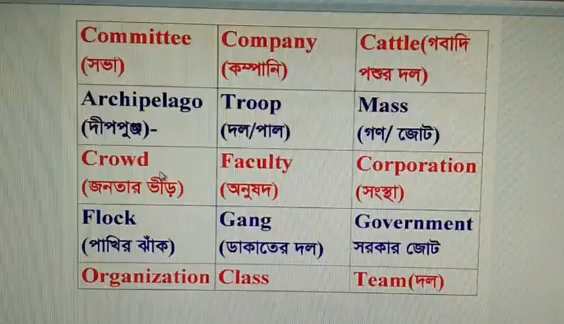 Committee Company Cattle(গবাদি
(সভা) (কম্পানি) পশুর দল)
Archipelago Troop Mass
(দীপপুঞ্জ)- (দল/পাল) (গণ/ জোট)
Crowd Faculty Corporation
(জনতার ভীড়) (অনুষদ) (সংস্থা)
Flock Gang Government
(পাখির ঝাঁক) (ডাকাতের দল) সরকার জোট
Organization Class Team(দল)